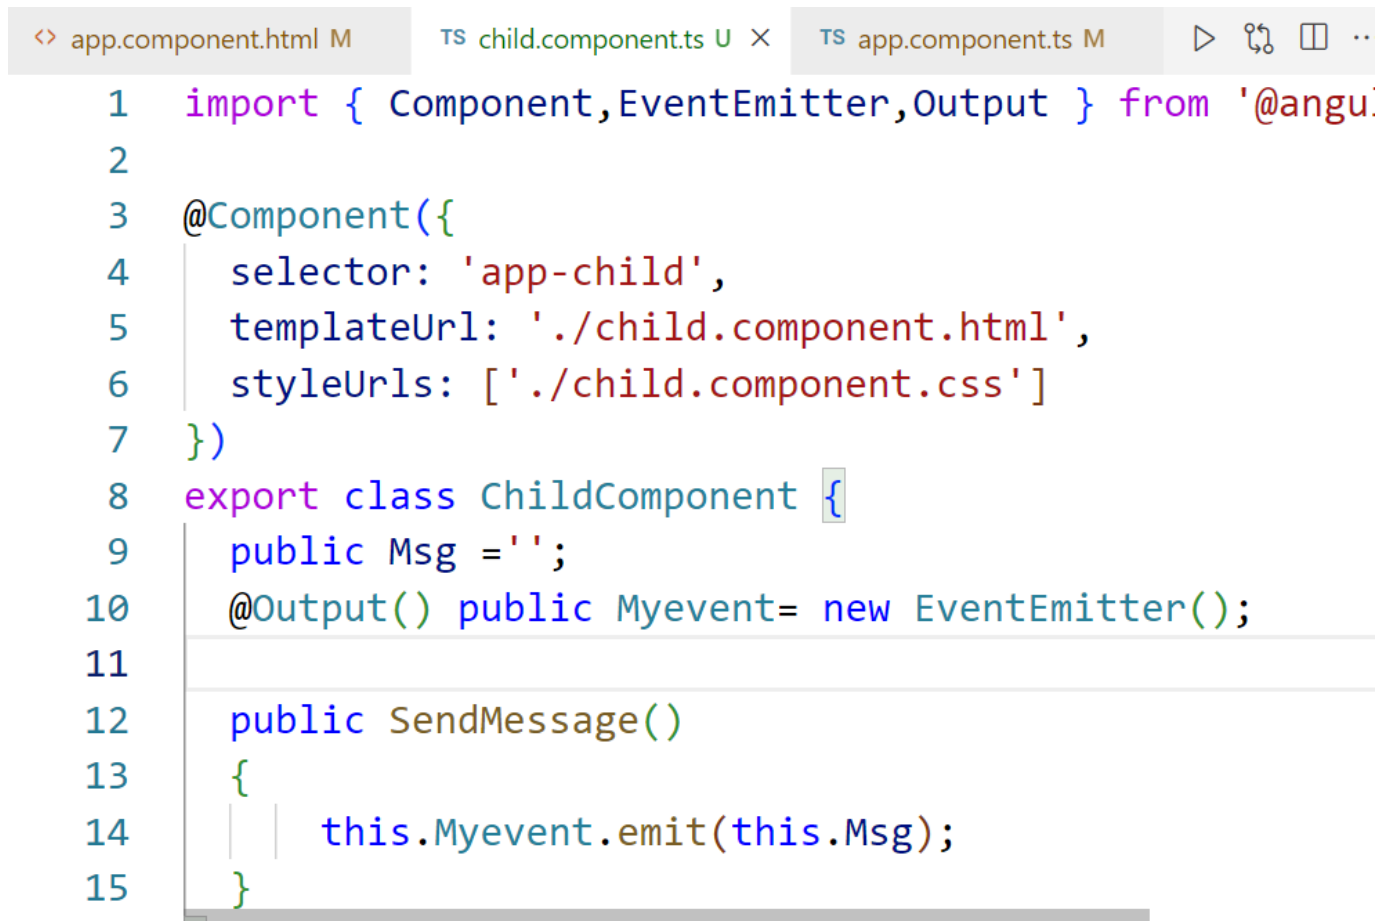 <> app.component.html M TS child.component.ts U × TS app.component.ts M ··
1 import { Component,EventEmitter,Output } from '@angul
2
3 @Component({
4 selector: 'app-child',
5 templateUrl: './child.component.html',
6 styleUrls: ['./child.component.css']
7 })
8 export class ChildComponent {
9 public Msg ='';
10 @Output() public Myevent= new EventEmitter();
11
12 public SendMessage()
13 {
14 this.Myevent.emit(this.Msg);
15 }